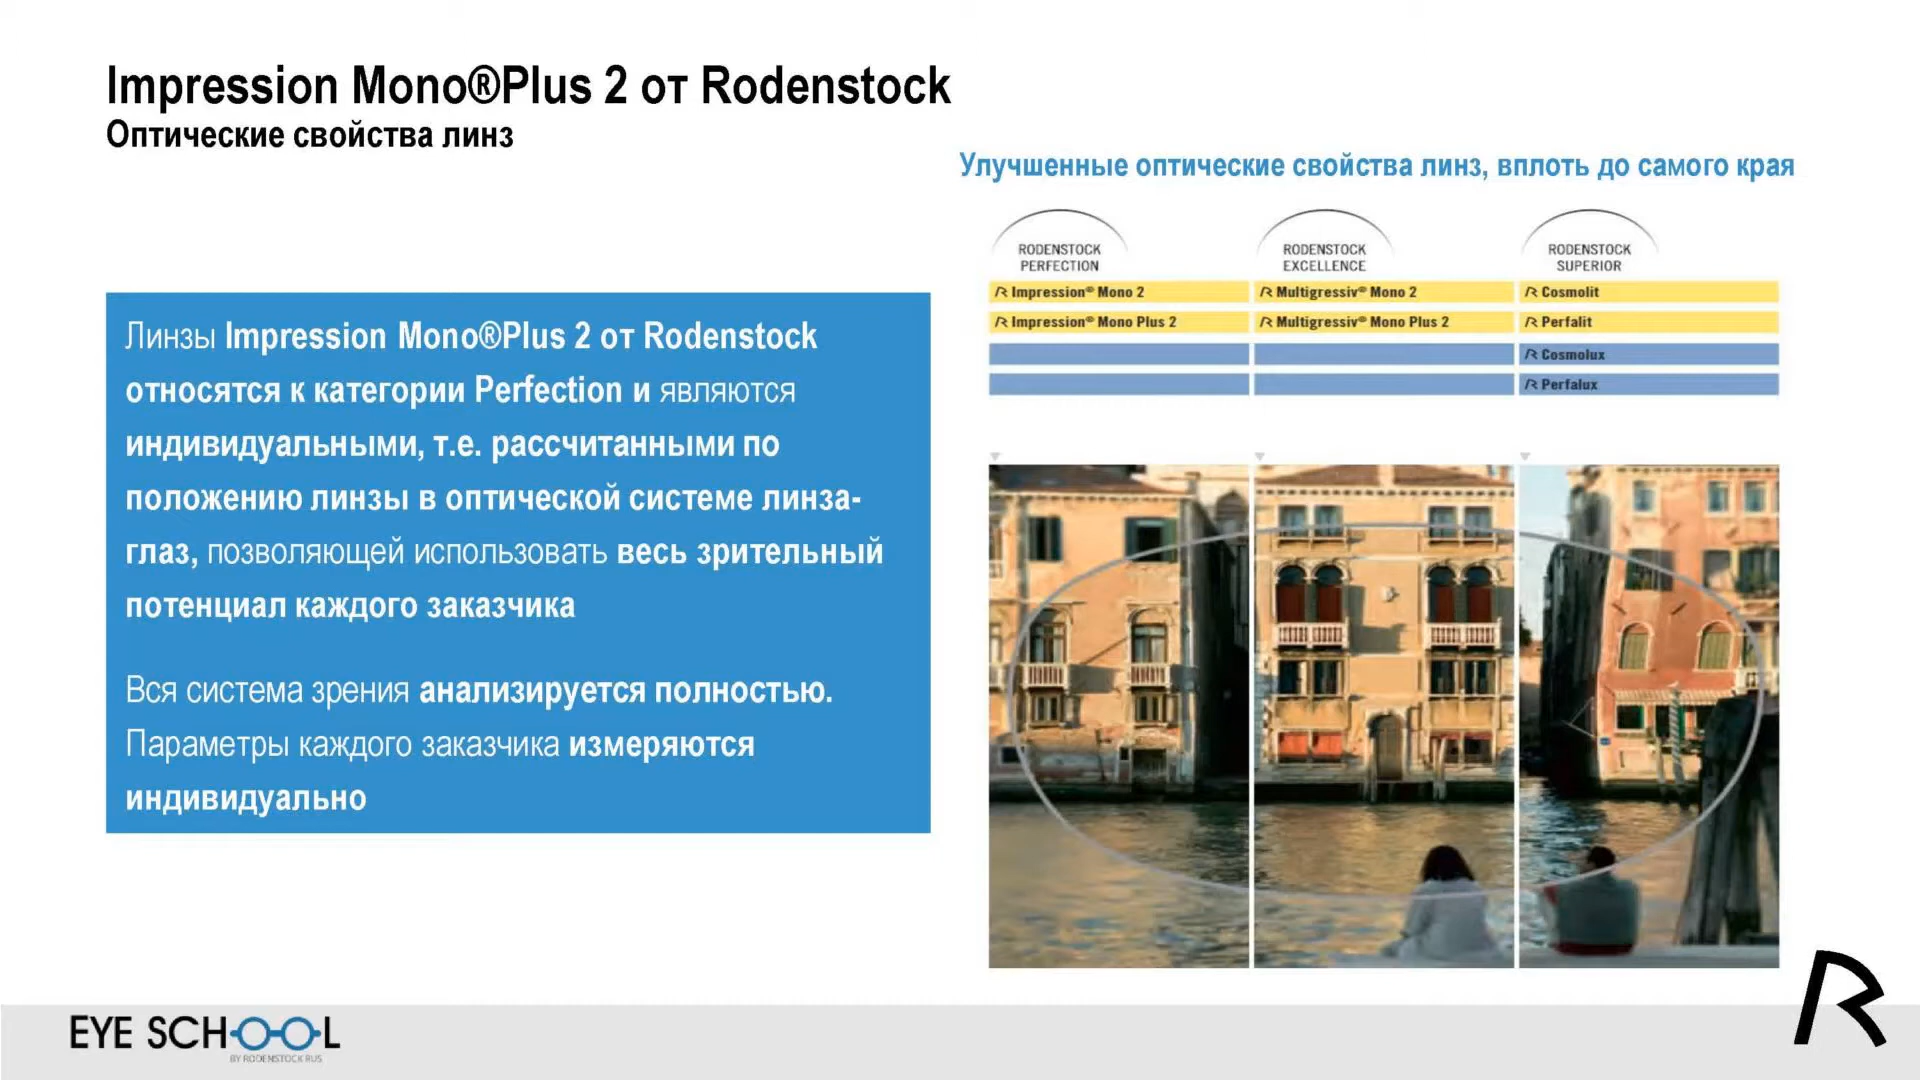 Impression Mono®Plus 2 от Rodenstock
Оптические свойства линз
Улучшенные оптические свойства линз, вплоть до самого края
Линзы Impression Mono®Plus 2 от Rodenstock
относятся к категории Perfection и являются
индивидуальными, т.е. рассчитанными по
положению линзы в оптической системе линза-
глаз, позволяющей использовать весь зрительный
потенциал каждого заказчика
Вся система зрения анализируется полностью.
Параметры каждого заказчика измеряются
индивидуально
RODENSTOCK
PERFECTION
RODENSTOCK
EXCELLENCE
RODENSTOCK
SUPERIOR
R Impression® Mono 2
R Multigressiv® Mono 2
R Cosmolit
R Impression® Mono Plus 2
R Multigressiv® Mono Plus 2
R Perfalit
R Cosmolux
R Perfalux
EYE SCHOOL
BY RODENSTOCK RUS
R